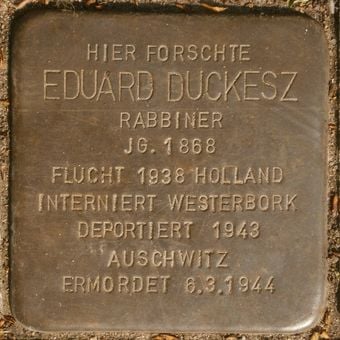 HIER FORSCHTE
EDUARD DUCKESZ
RABBINER
JG. 1868
FLUCHT 1938 HOLLAND
INTERNIERT WESTERBORK
DEPORTIERT 1943
AUSCHWITZ
ERMORDET 6.3.1944